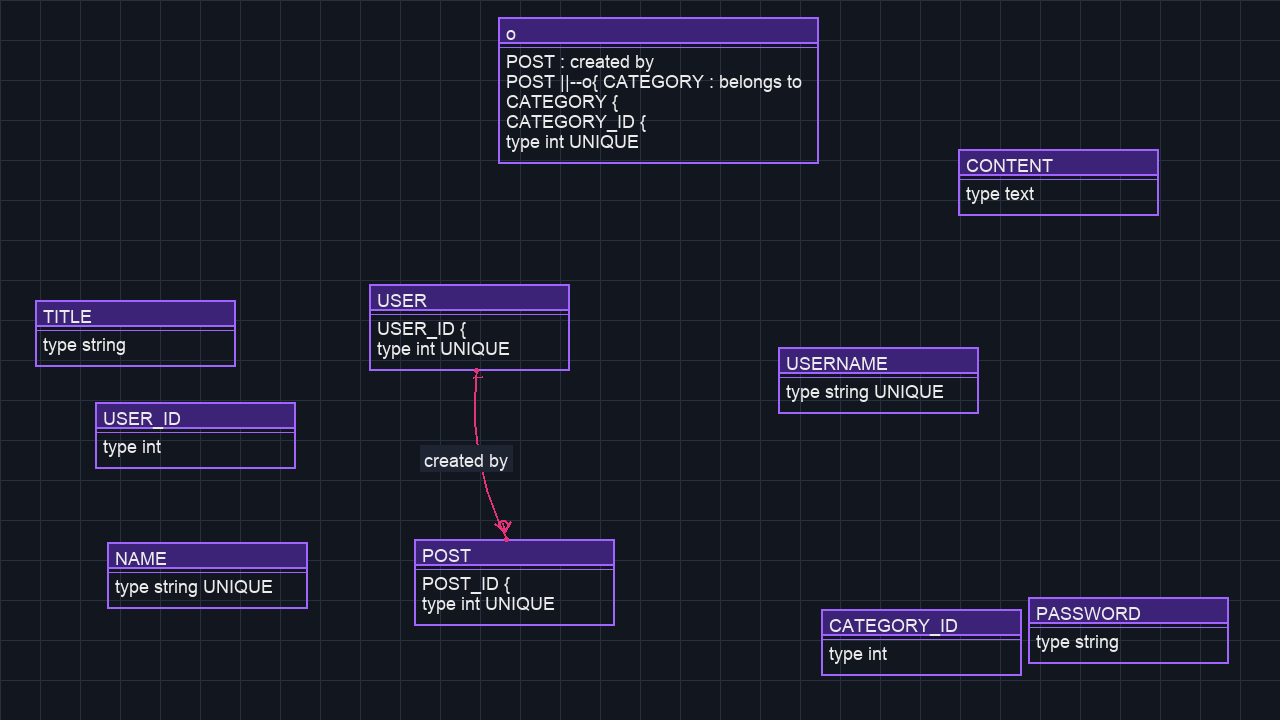 o
POST : created by
POST ||--o{ CATEGORY : belongs to
CATEGORY {
CATEGORY_ID {
type int UNIQUE
CONTENT
type text
TITLE
type string
USER
USER_ID {
type int UNIQUE
USERNAME
type string UNIQUE
USER_ID
type int
created by
NAME
type string UNIQUE
POST
POST_ID {
type int UNIQUE
CATEGORY_ID
type int
PASSWORD
type string